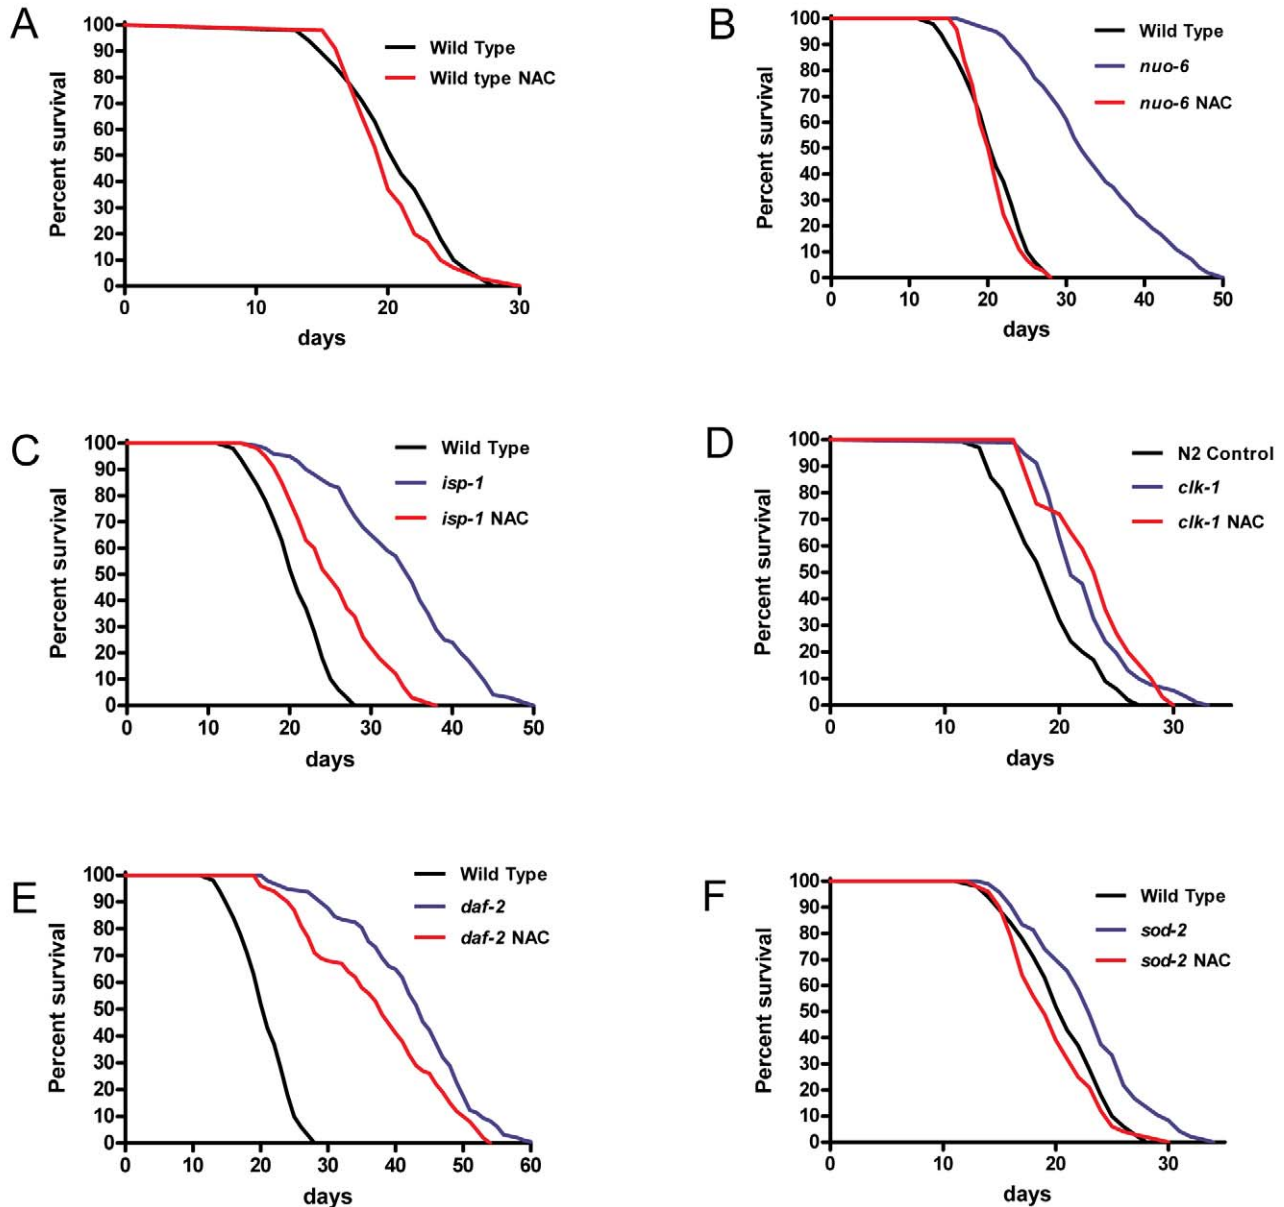 A
Percent survival
100
90
80
70
60
50
40
30
20
10
0
0 10 20 30
days
Wild Type
Wild type NAC
B
Percent survival
100
90
80
70
60
50
40
30
20
10
0
0 10 20 30 40 50
days
Wild Type
nuo-6
nuo-6 NAC
C
Percent survival
100
90
80
70
60
50
40
30
20
10
0
0 10 20 30 40 50
days
Wild Type
isp-1
isp-1 NAC
D
Percent survival
100
90
80
70
60
50
40
30
20
10
0
0 10 20 30
days
N2 Control
clk-1
clk-1 NAC
E
Percent survival
100
90
80
70
60
50
40
30
20
10
0
0 10 20 30 40 50 60
days
Wild Type
daf-2
daf-2 NAC
F
Percent survival
100
90
80
70
60
50
40
30
20
10
0
0 10 20 30
days
Wild Type
sod-2
sod-2 NAC